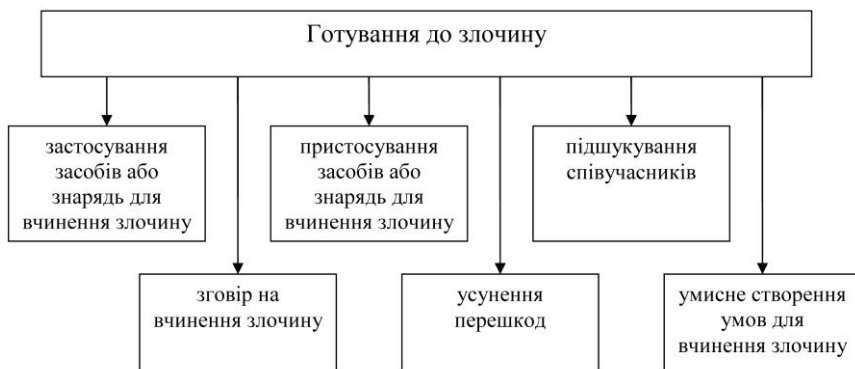 Готування до злочину
застосування
засобів або
знарядь для
вчинення злочину
пристосування
засобів або
знарядь для
вчинення злочину
підшукування
співучасників
зговір на
вчинення злочину
усунення
перешкод
умисне створення
умов для
вчинення злочину